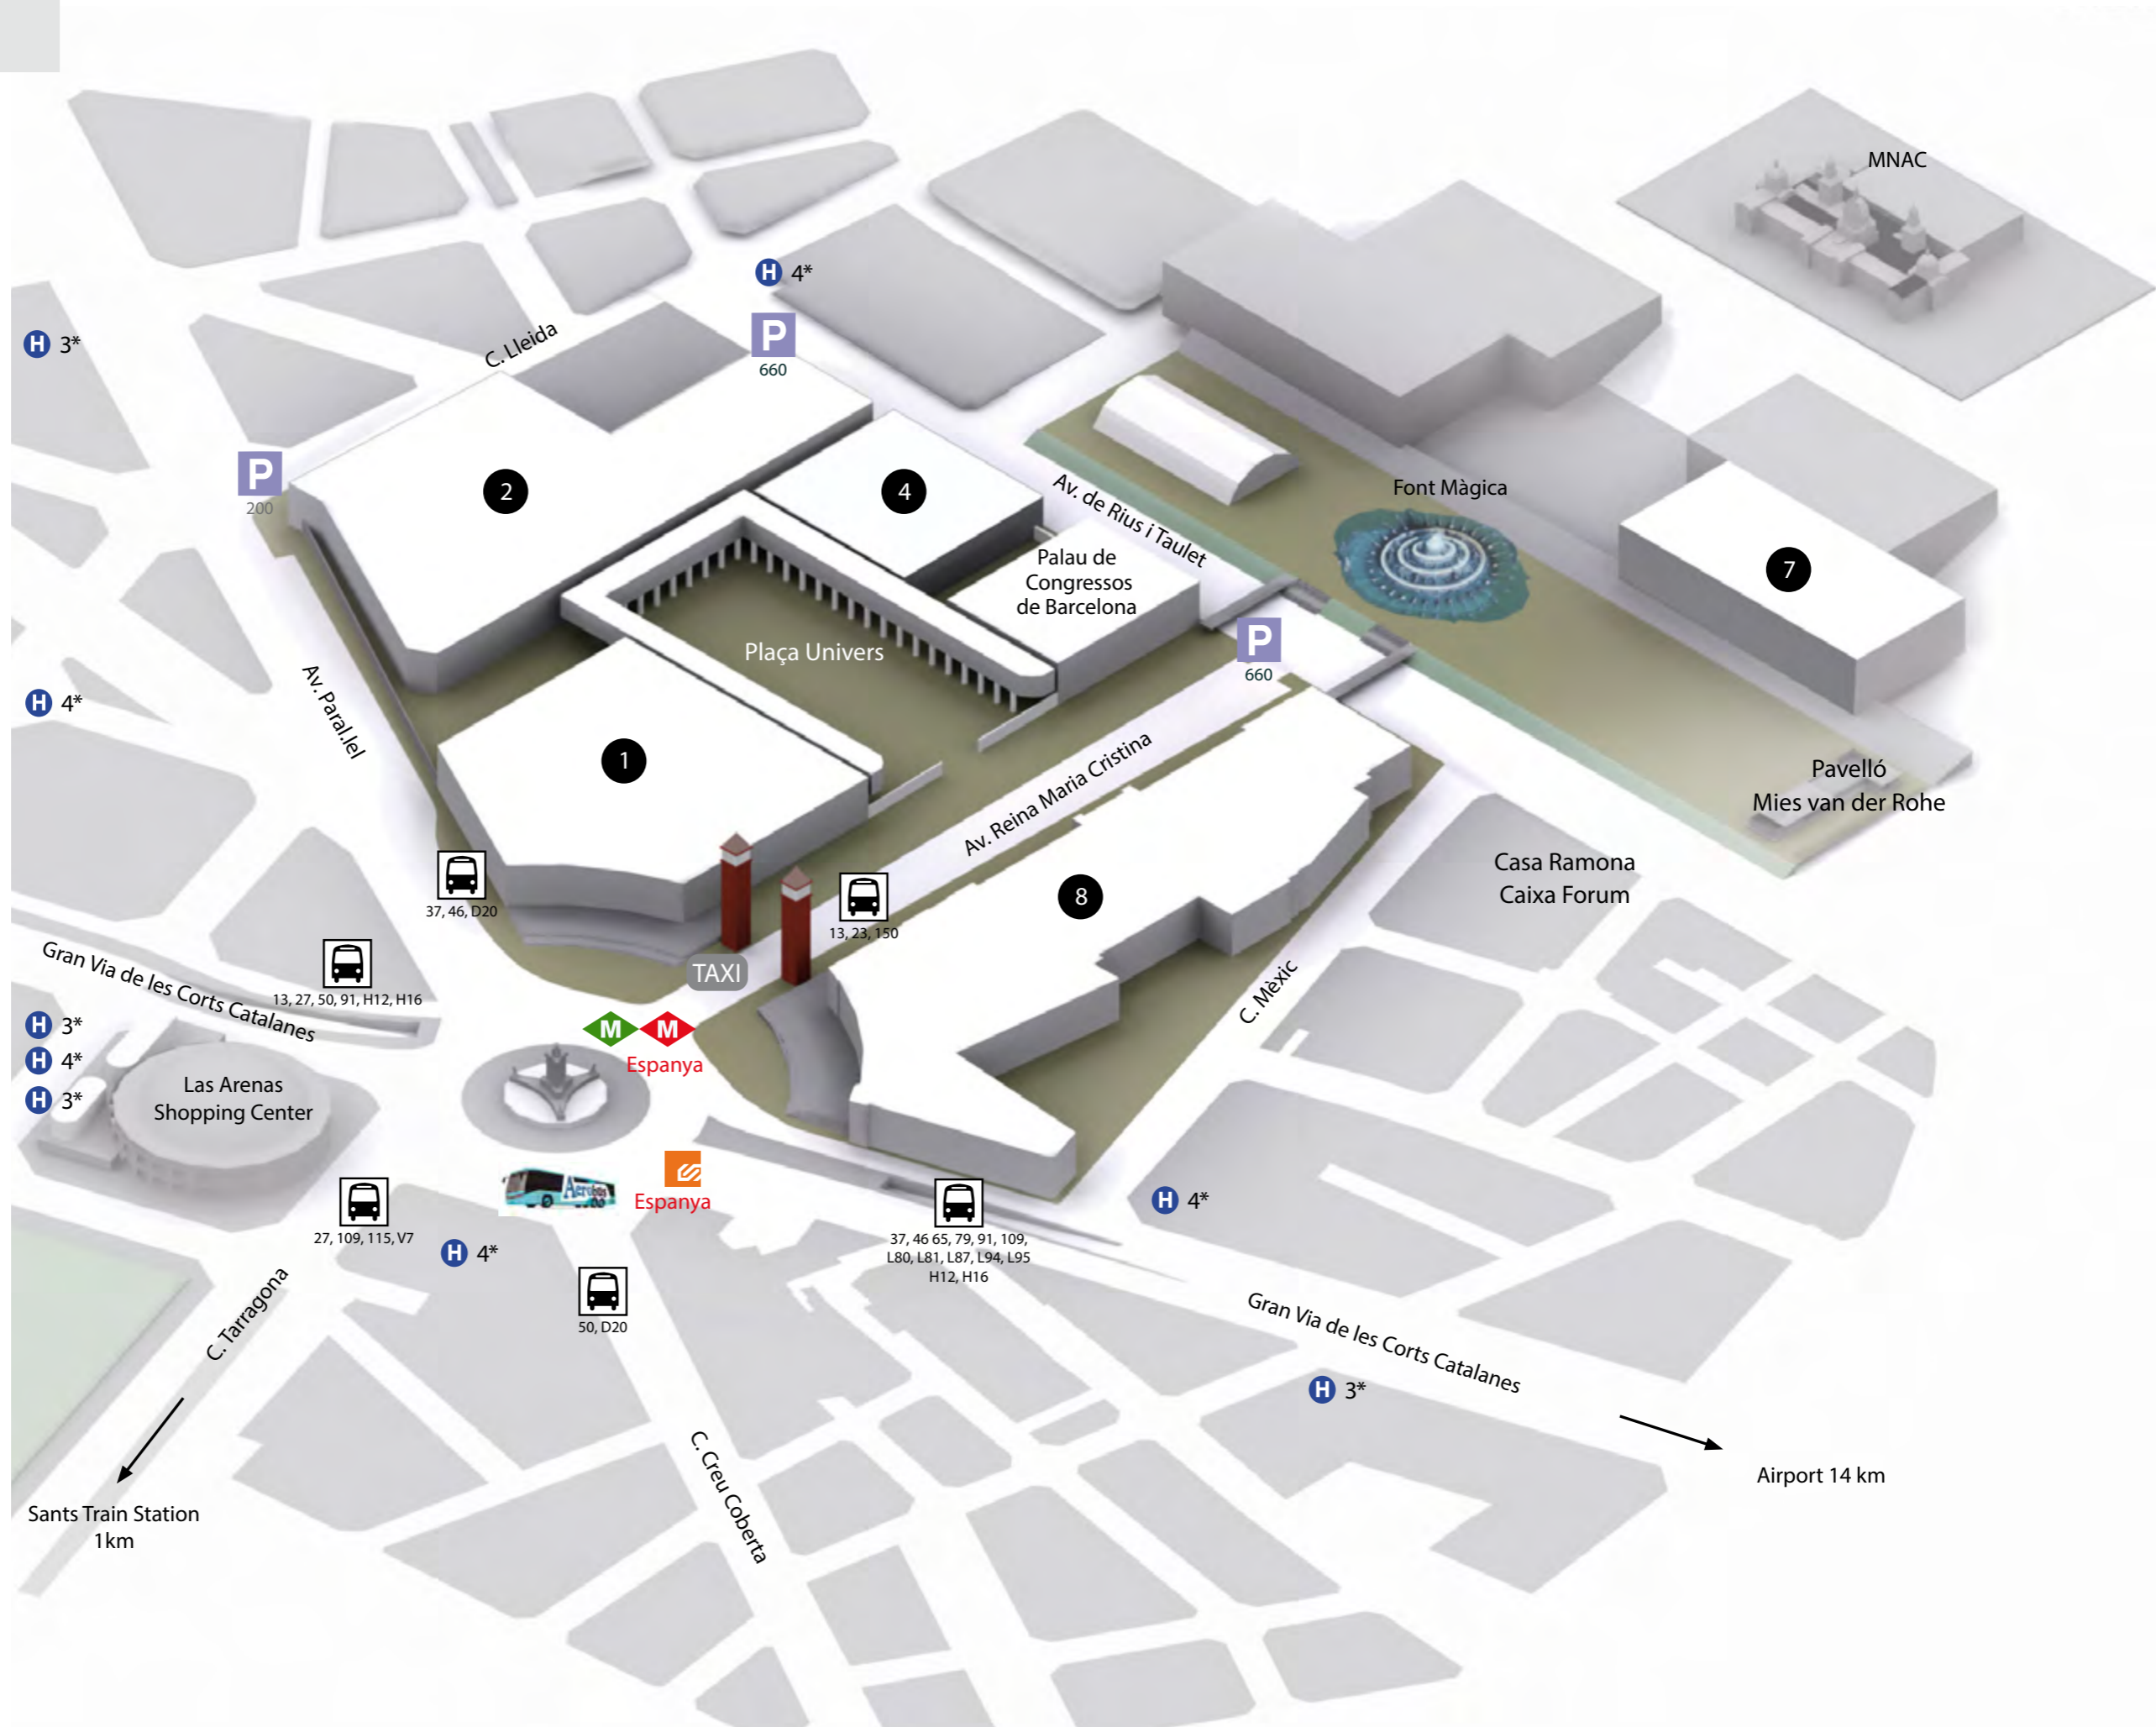 MNAC
H 4*
H 3*
C. Lleida
P
660
P
200
2
4
Av. de Rius i Taulet
Font Màgica
Palau de
Congressos
de Barcelona
7
P
660
Plaça Univers
Av. Paral.lel
H 4*
1
Av. Reina Maria Cristina
Pavelló
Mies van der Rohe
Casa Ramona
Caixa Forum
8
37, 46, D20
13, 23, 150
TAXI
Gran Via de les Corts Catalanes
13, 27, 50, 91, H12, H16
C. Mèxic
M M
Espanya
H 3*
H 4*
H 3*
Las Arenas
Shopping Center
Aerobús
Espanya
27, 109, 115, V7
H 4*
H 4*
37, 46 65, 79, 91, 109,
L80, L81, L87, L94, L95
H12, H16
50, D20
C. Tarragona
Gran Via de les Corts Catalanes
H 3*
C. Creu Coberta
Airport 14 km
Sants Train Station
1km